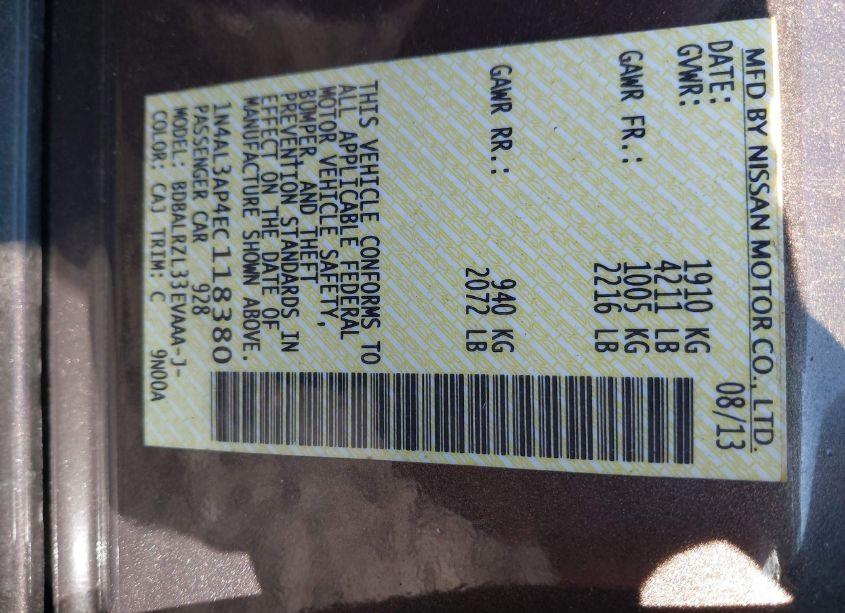 MFD BY NISSAN MOTOR CO., LTD.
DATE: 08/13
GVWR: 1910 KG
4211 LB
GAWR FR.: 1005 KG
2216 LB
GAWR RR.: 940 KG
2072 LB
THIS VEHICLE CONFORMS TO
ALL APPLICABLE FEDERAL
MOTOR VEHICLE SAFETY,
BUMPER, AND THEFT
PREVENTION STANDARDS IN
EFFECT ON THE DATE OF
MANUFACTURE SHOWN ABOVE.
1N4AL3AP4EC118380
PASSENGER CAR 928
MODEL: BDBALRZL33EVAAA-J-
COLOR: CAJ TRIM: C 9N00A